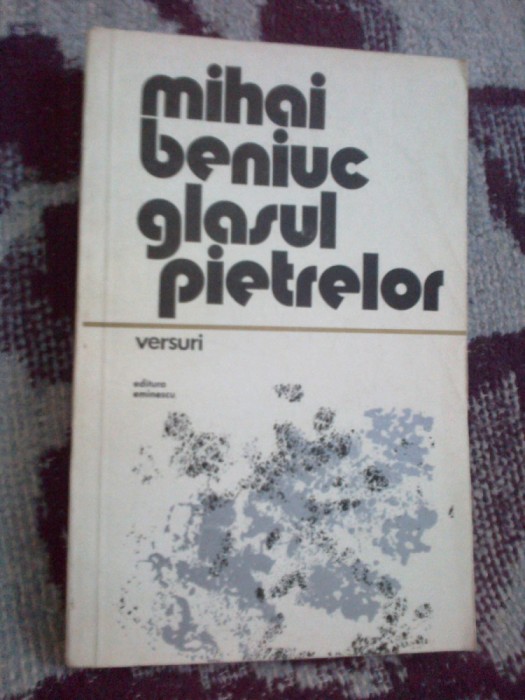 mihai
beniuc
glasul
pietrelor
versuri
editura
eminescu